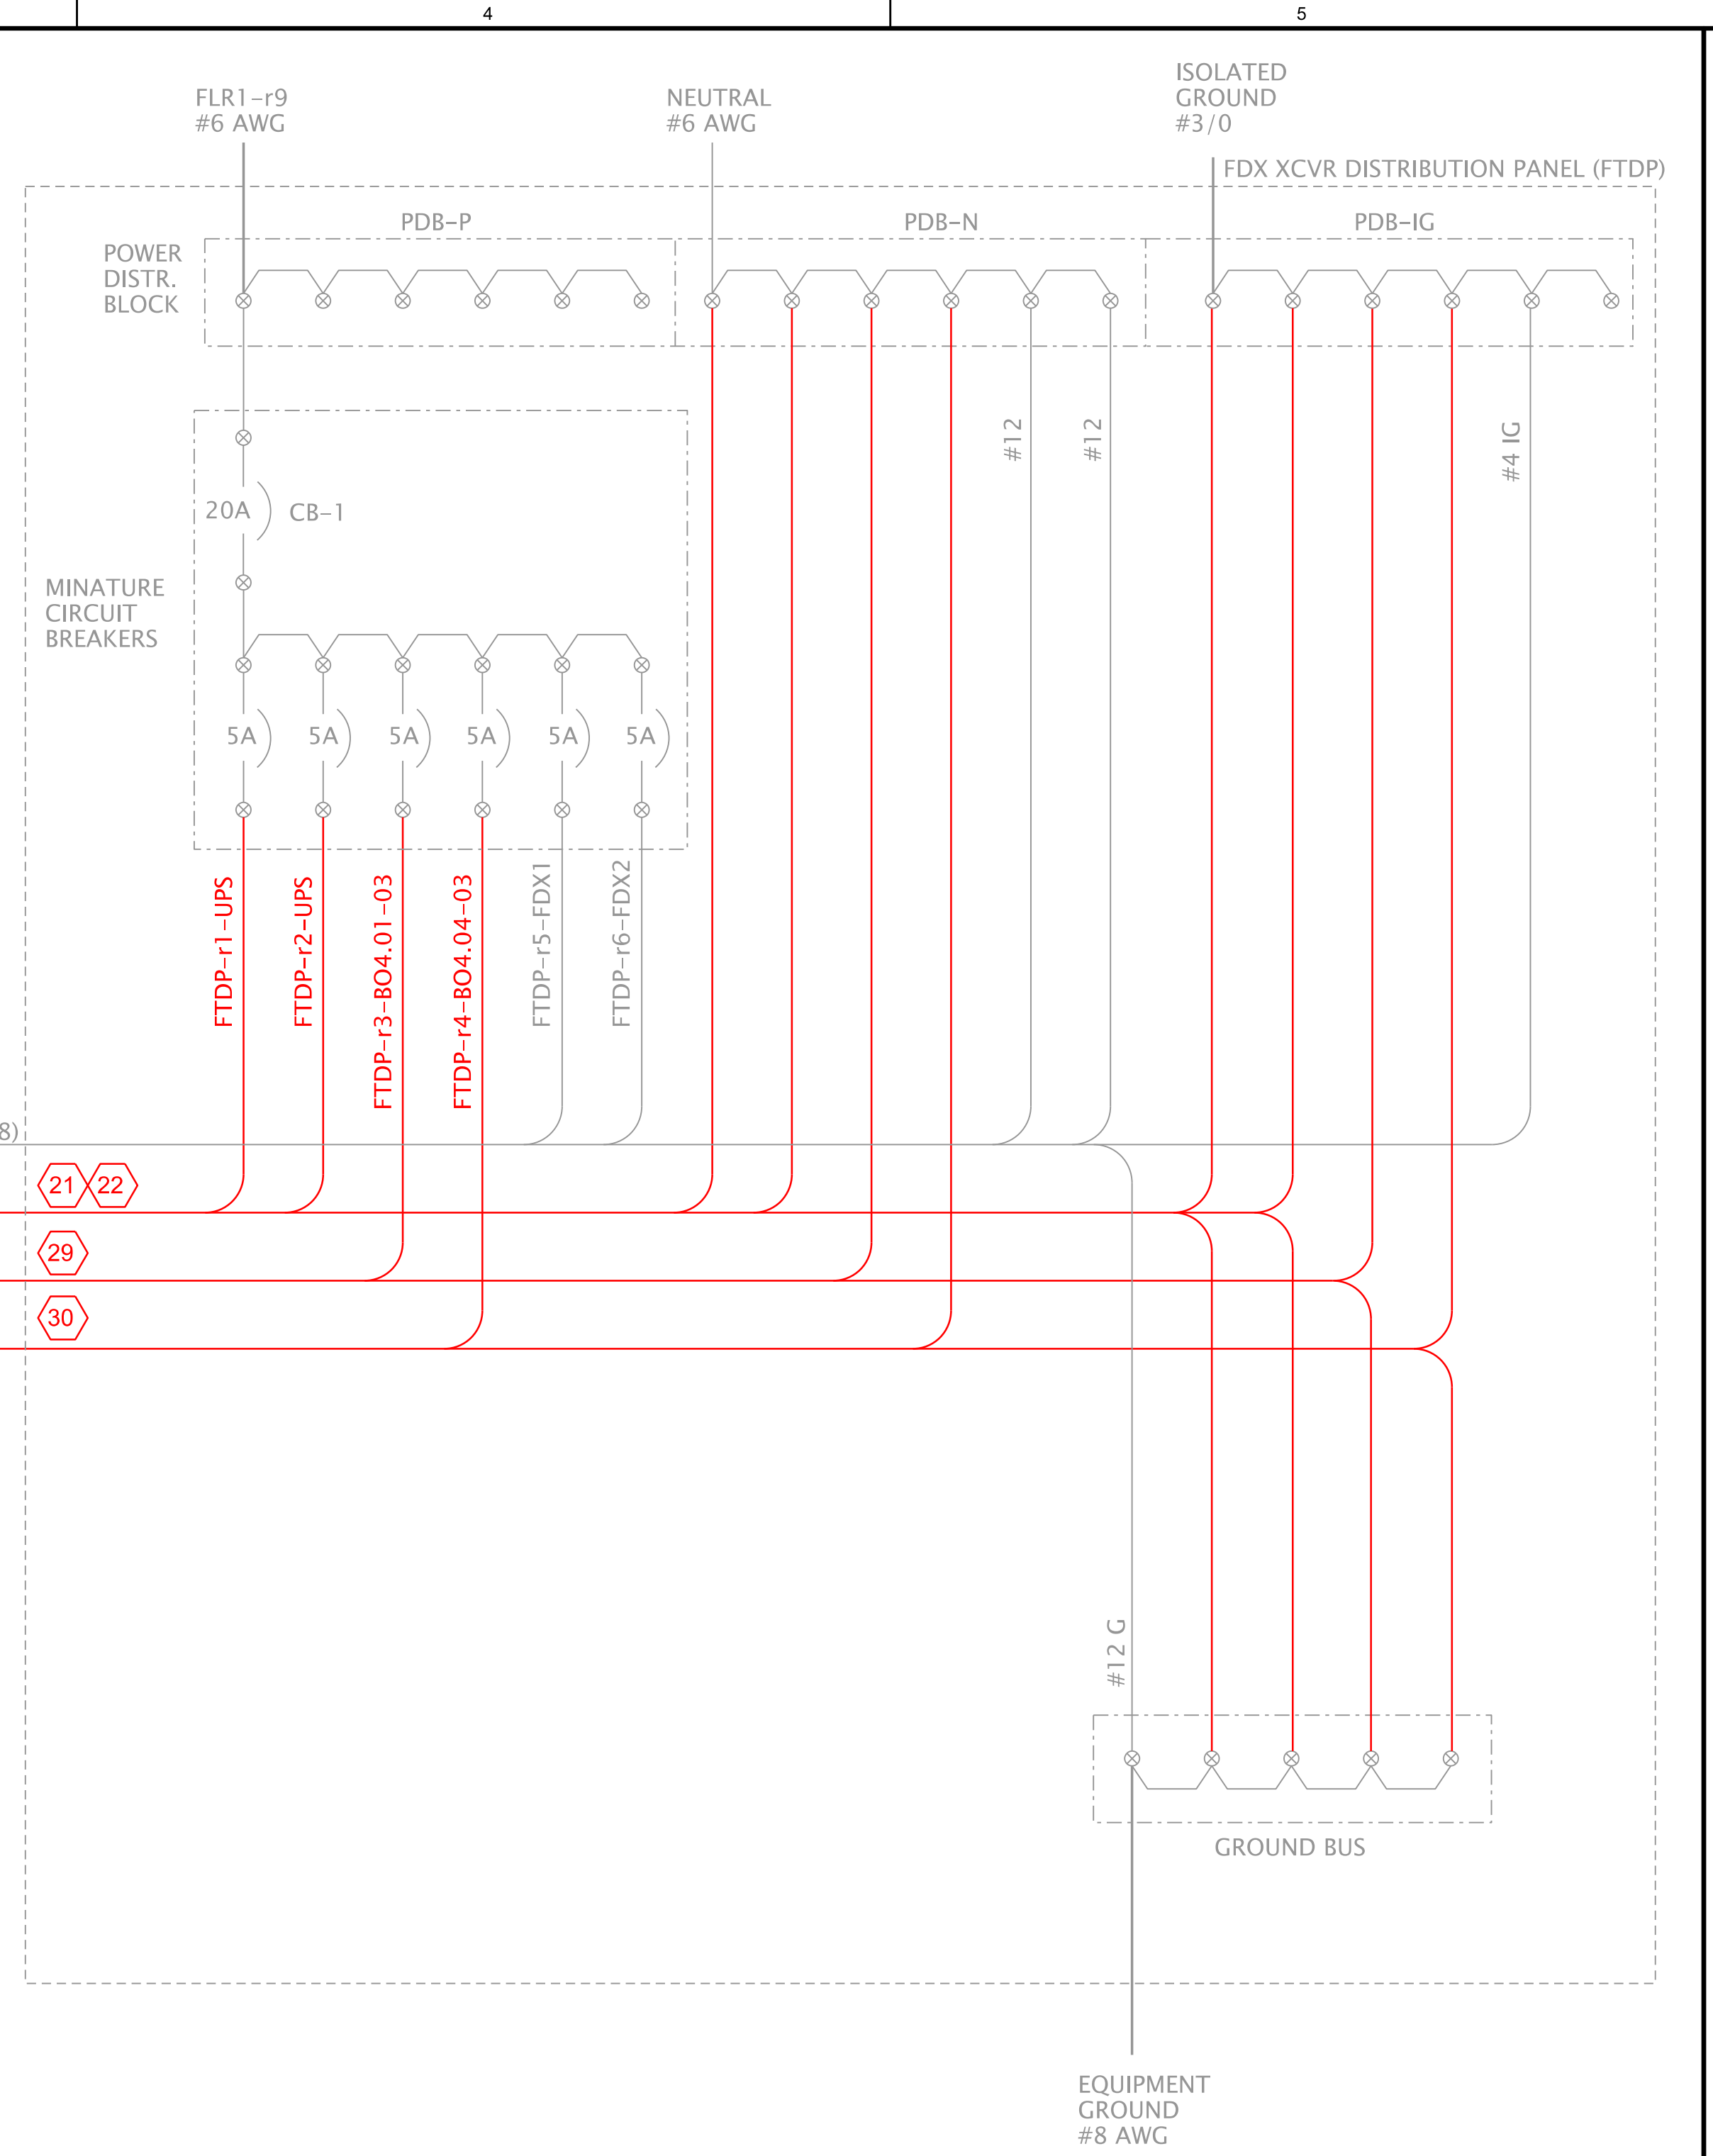 4
5
FLR1-r9
#6 AWG
NEUTRAL
#6 AWG
ISOLATED
GROUND
#3/0
FDX XCVR DISTRIBUTION PANEL (FTDP)
PDB-P
PDB-N
PDB-IG
POWER
DISTR.
BLOCK
#12
#12
#4 IG
20A
CB-1
MINATURE
CIRCUIT
BREAKERS
5A
5A
5A
5A
5A
5A
FTDP-r1-UPS
FTDP-r2-UPS
FTDP-r3-BO4.01-03
FTDP-r4-BO4.04-03
FTDP-r5-FDX1
FTDP-r6-FDX2
8)
21
22
29
30
#12 G
GROUND BUS
EQUIPMENT
GROUND
#8 AWG